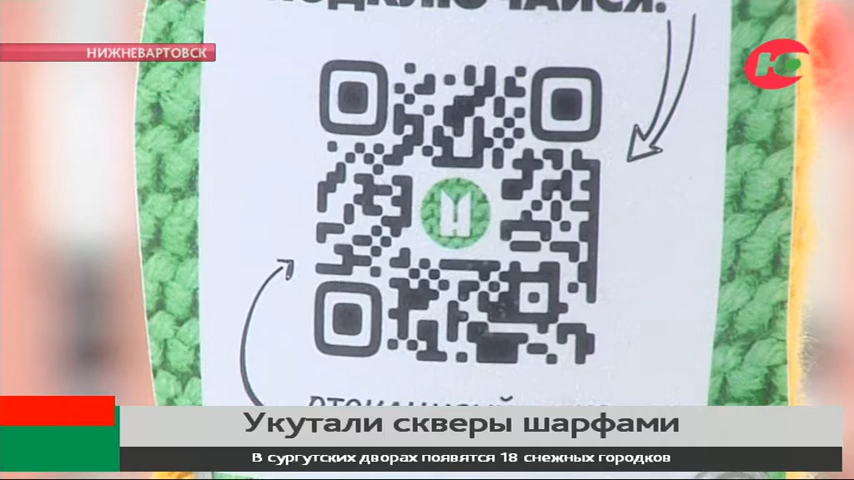 ПОДКЛЮЧАЙСЯ.
НИЖНЕВАРТОВСК
Ю
Укутали скверы шарфами
В сургутских дворах появятся 18 снежных городков